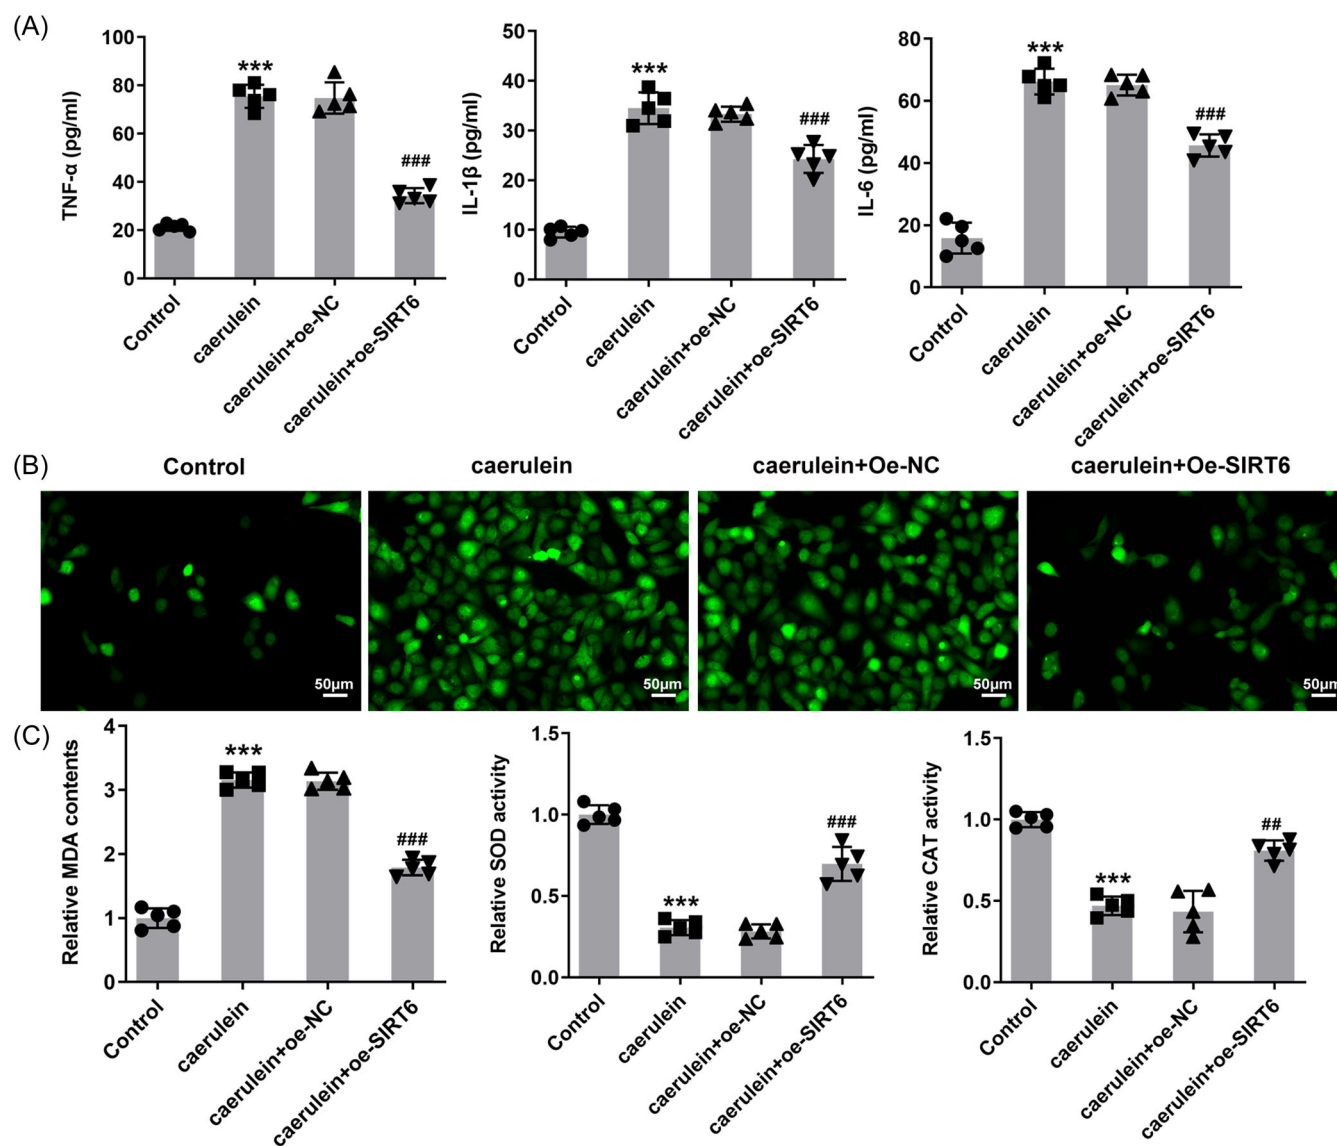 (A)
TNF-α (pg/ml)
100
80
60
40
20
0
***
###
Control
caerulein
caerulein+oe-NC
caerulein+oe-SIRT6
IL-1β (pg/ml)
50
40
30
20
10
0
***
###
Control
caerulein
caerulein+oe-NC
caerulein+oe-SIRT6
IL-6 (pg/ml)
80
60
40
20
0
***
###
Control
caerulein
caerulein+oe-NC
caerulein+oe-SIRT6
(B)
Control
caerulein
caerulein+Oe-NC
caerulein+Oe-SIRT6
50μm
50μm
50μm
50μm
(C)
Relative MDA contents
4
3
2
1
0
***
###
Control
caerulein
caerulein+oe-NC
caerulein+oe-SIRT6
Relative SOD activity
1.5
1.0
0.5
0.0
***
###
Control
caerulein
caerulein+oe-NC
caerulein+oe-SIRT6
Relative CAT activity
1.5
1.0
0.5
0.0
***
##
Control
caerulein
caerulein+oe-NC
caerulein+oe-SIRT6